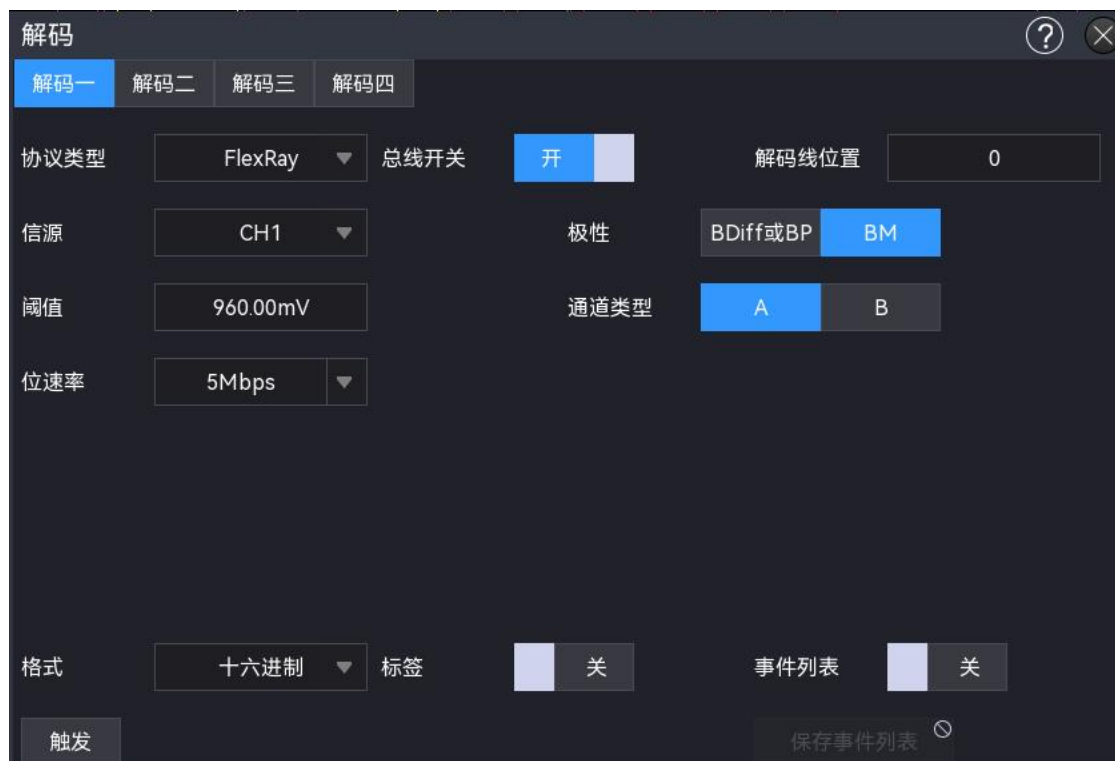 解码
解码一 解码二 解码三 解码四
协议类型 FlexRay 总线开关 开 解码线位置 0
信源 CH1 极性 BDiff或BP BM
阈值 960.00mV 通道类型 A B
位速率 5Mbps
格式 十六进制 标签 关 事件列表 关
触发 保存事件列表